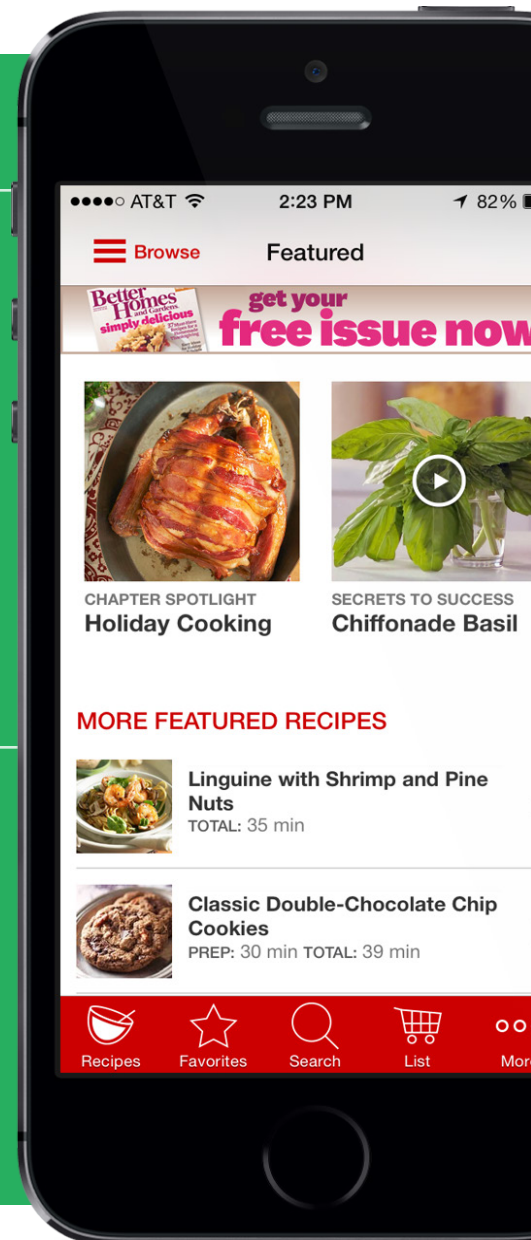 AT&T 2:23 PM 82%
Browse Featured
Better Homes
and Gardens
simply delicious
get your
free issue now
CHAPTER SPOTLIGHT SECRETS TO SUCCESS
Holiday Cooking Chiffonade Basil
MORE FEATURED RECIPES
Linguine with Shrimp and Pine
Nuts
TOTAL: 35 min
Classic Double-Chocolate Chip
Cookies
PREP: 30 min TOTAL: 39 min
Recipes Favorites Search List More